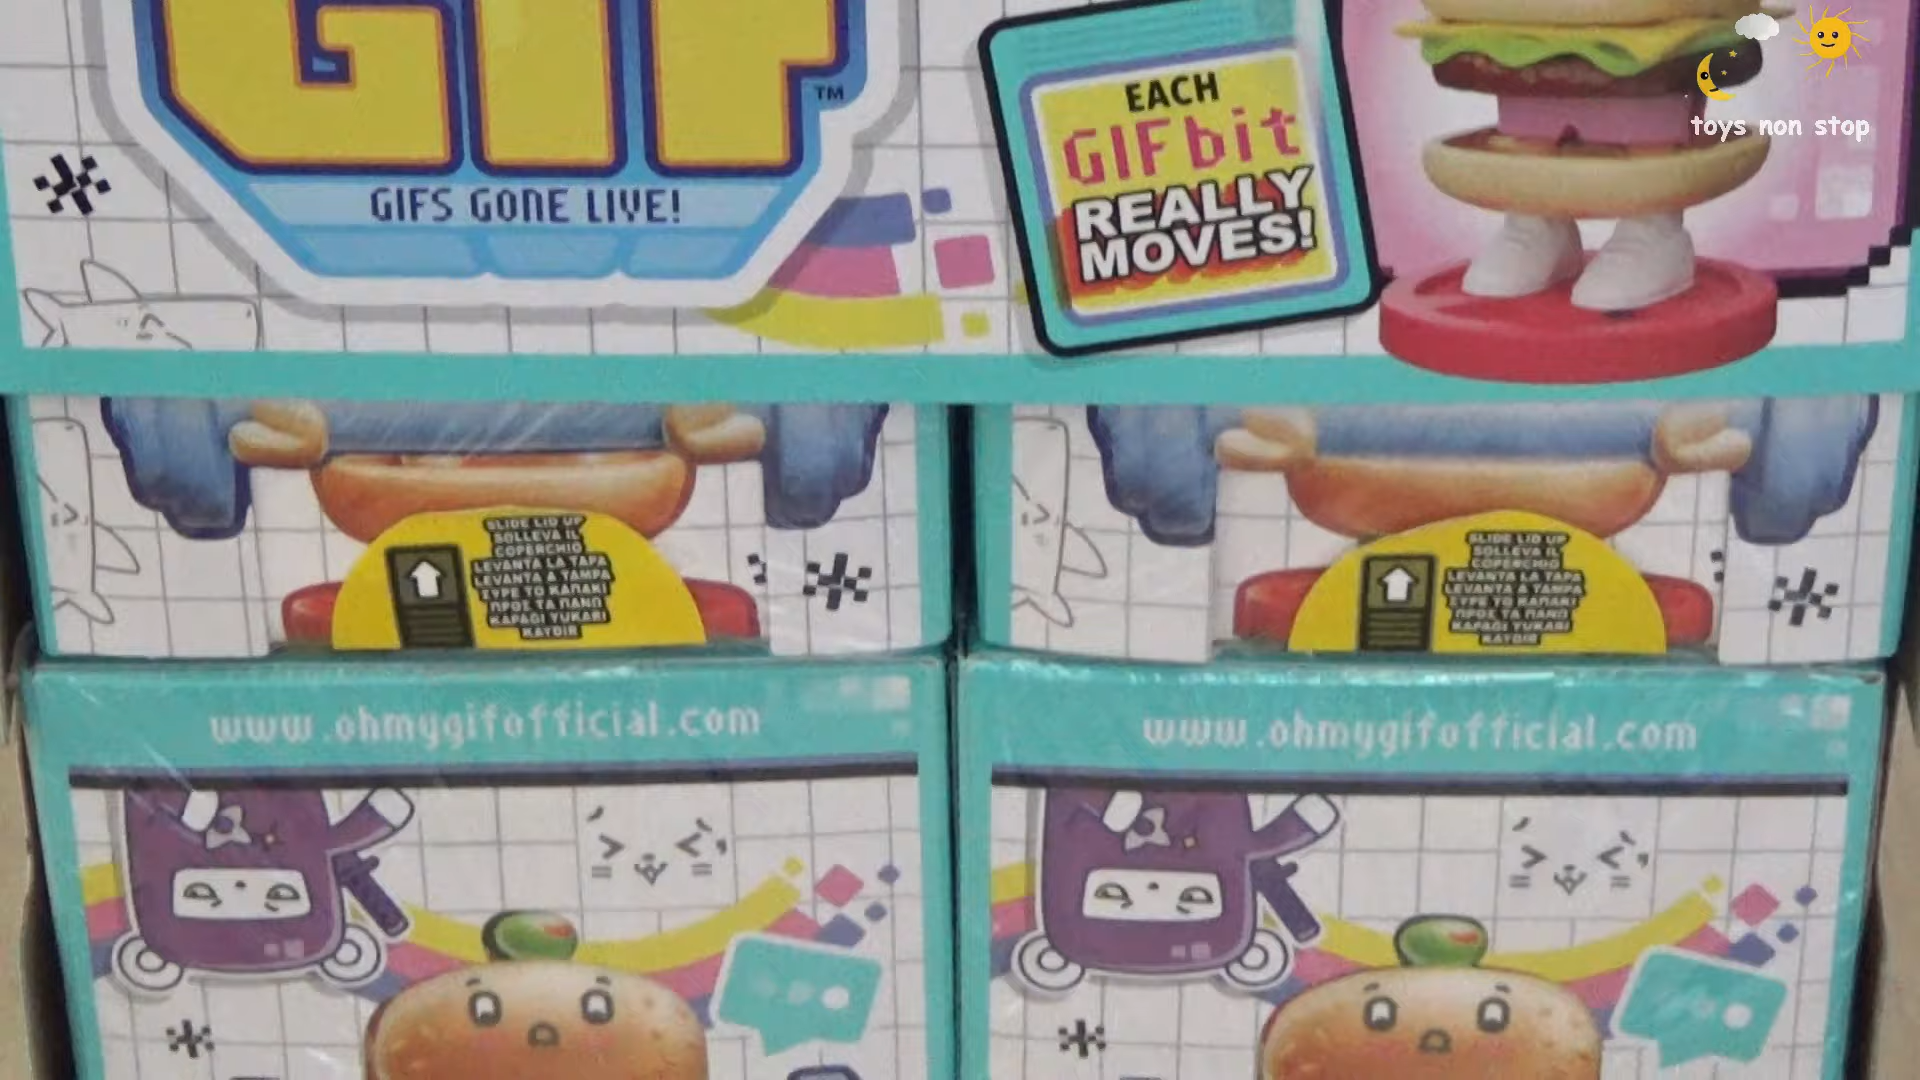 GIF
TM
GIFS GONE LIVE!
EACH
GIFbit
REALLY
MOVES!
toys non stop
SLIDE LID UP
SOLLEVA IL
COPERCHIO
LEVANTA LA TAPA
LEVANTA A TAMPA
ΣΥΡΕ ΤΟ ΚΑΠΑΚΙ
ΠΡΟΣ ΤΑ ΠΑΝΩ
KAPAĞI YUKARI
KAYDIR
SLIDE LID UP
SOLLEVA IL
COPERCHIO
LEVANTA LA TAPA
LEVANTA A TAMPA
ΣΥΡΕ ΤΟ ΚΑΠΑΚΙ
ΠΡΟΣ ΤΑ ΠΑΝΩ
KAPAĞI YUKARI
KAYDIR
www.ohmygifofficial.com
www.ohmygifofficial.com